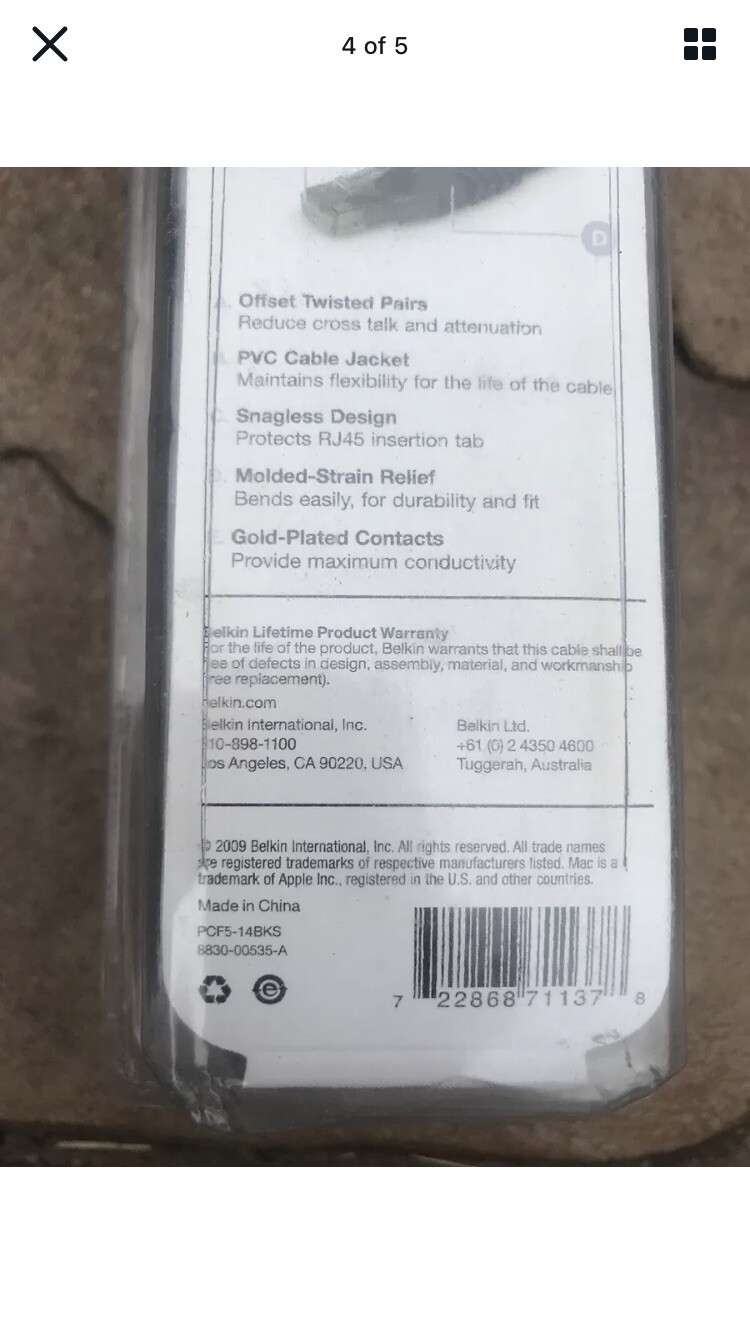 4 of 5
D
Offset Twisted Pairs
Reduce cross talk and attenuation
PVC Cable Jacket
Maintains flexibility for the life of the cable
C. Snagless Design
Protects RJ45 insertion tab
D. Molded-Strain Relief
Bends easily, for durability and fit
Gold-Plated Contacts
Provide maximum conductivity
elkin Lifetime Product Warranty
or the life of the product, Belkin warrants that this cable shall be
ee of defects in design, assembly, material, and workmanship
ree replacement).
elkin.com
elkin International, Inc.
10-898-1100
os Angeles, CA 90220, USA
Belkin Ltd.
+61 (0) 2 4350 4600
Tuggerah, Australia
© 2009 Belkin International, Inc. All rights reserved. All trade names
are registered trademarks of respective manufacturers listed. Mac is a
trademark of Apple Inc., registered in the U.S. and other countries.
Made in China
PCF5-14BKS
8830-00535-A
7 22868 71137 8